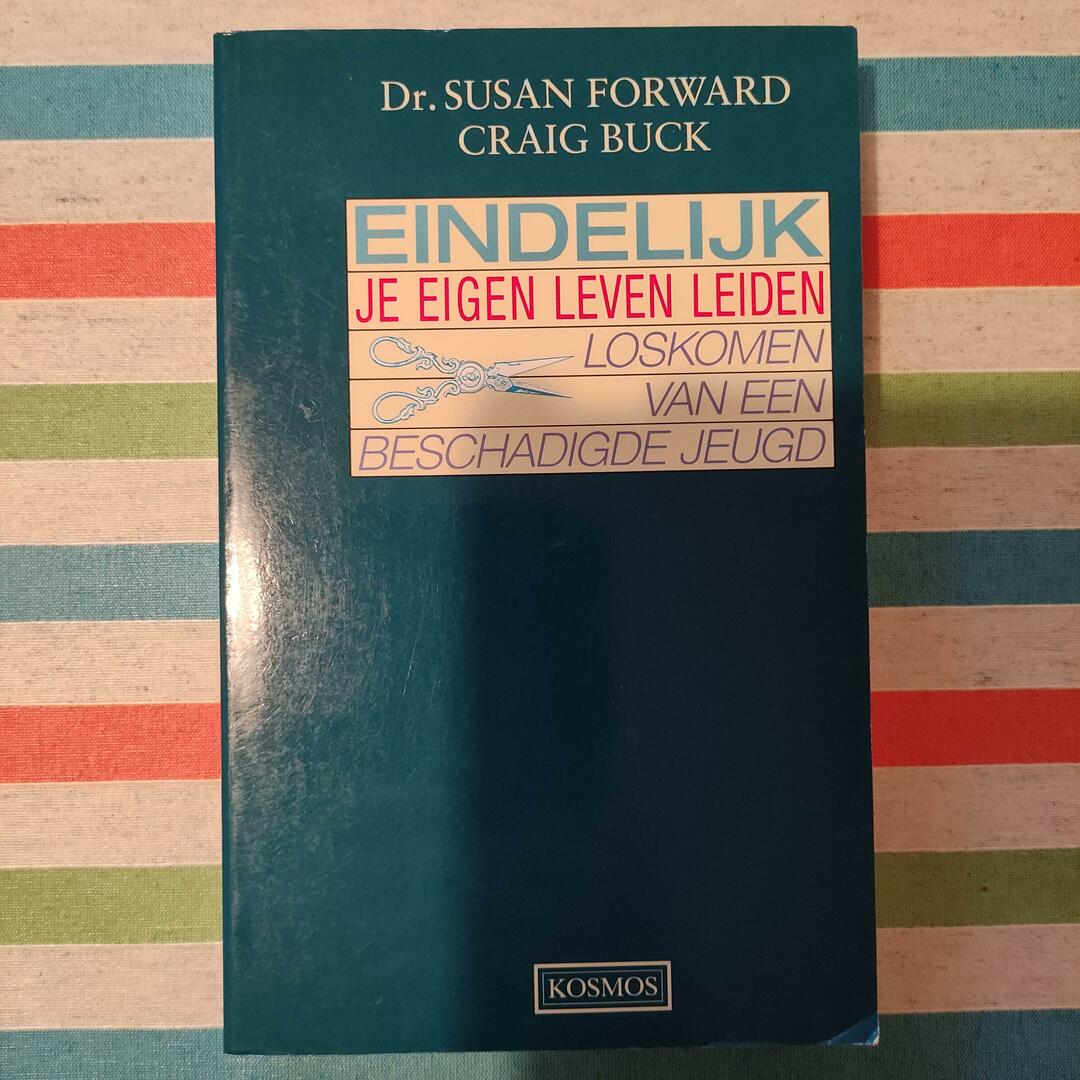 Dr. SUSAN FORWARD
CRAIG BUCK
EINDELIJK
JE EIGEN LEVEN LEIDEN
LOSKOMEN
VAN EEN
BESCHADIGDE JEUGD
KOSMOS